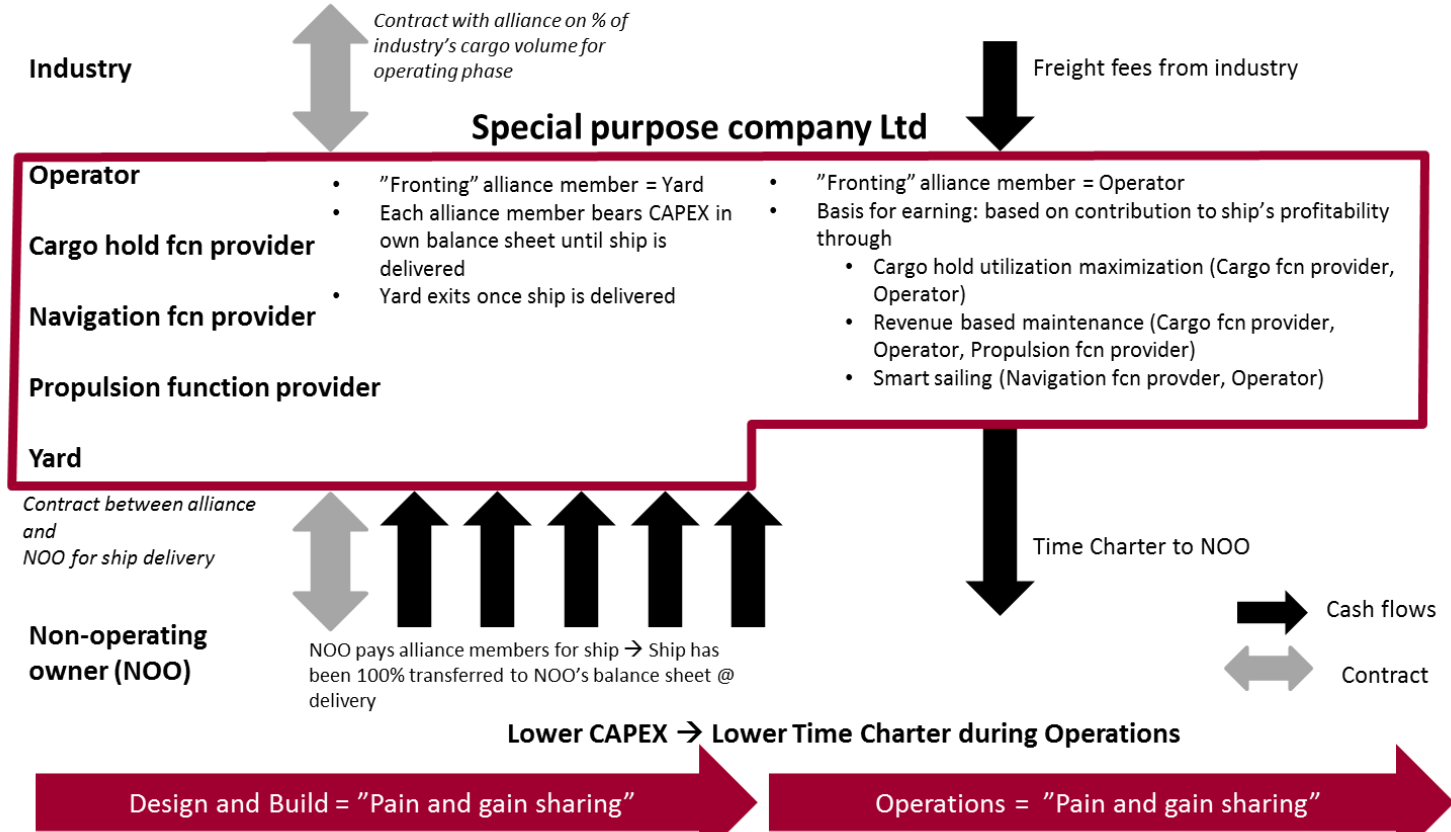 Contract with alliance on % of
industry's cargo volume for
operating phase
Industry
Freight fees from industry
Special purpose company Ltd
Operator
Cargo hold fcn provider
Navigation fcn provider
Propulsion function provider
Yard
• "Fronting" alliance member = Yard
• Each alliance member bears CAPEX in
own balance sheet until ship is
delivered
• Yard exits once ship is delivered
• "Fronting" alliance member = Operator
• Basis for earning: based on contribution to ship's profitability
through
• Cargo hold utilization maximization (Cargo fcn provider,
Operator)
• Revenue based maintenance (Cargo fcn provider,
Operator, Propulsion fcn provider)
• Smart sailing (Navigation fcn provder, Operator)
Contract between alliance
and
NOO for ship delivery
Time Charter to NOO
Non-operating
owner (NOO)
NOO pays alliance members for ship → Ship has
been 100% transferred to NOO's balance sheet @
delivery
Cash flows
Contract
Lower CAPEX → Lower Time Charter during Operations
Design and Build = "Pain and gain sharing"
Operations = "Pain and gain sharing"